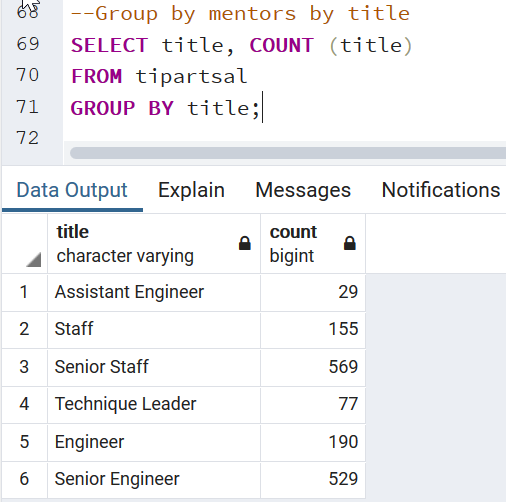 68 --Group by mentors by title
69 SELECT title, COUNT (title)
70 FROM tipartsal
71 GROUP BY title;
72
Data Output Explain Messages Notifications
title count
character varying bigint
1 Assistant Engineer 29
2 Staff 155
3 Senior Staff 569
4 Technique Leader 77
5 Engineer 190
6 Senior Engineer 529